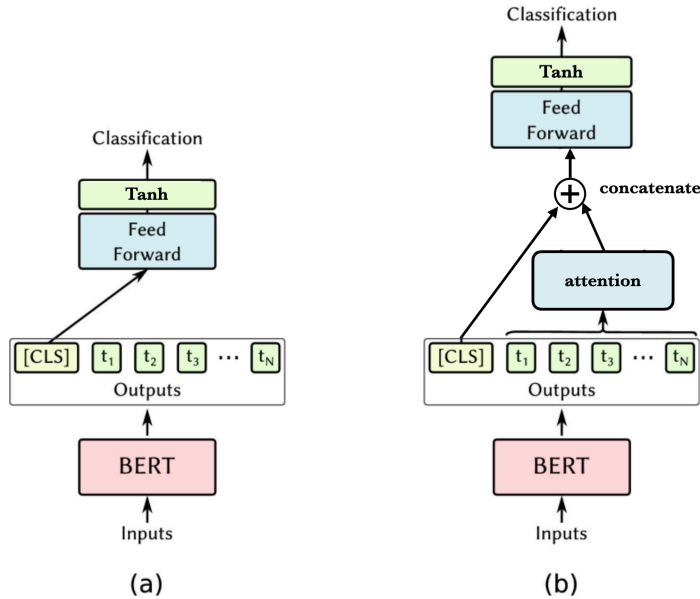 Classification
Tanh
Feed
Forward
[CLS] t1 t2 t3 ... tN
Outputs
BERT
Inputs
(a)
Classification
Tanh
Feed
Forward
+ concatenate
attention
[CLS] t1 t2 t3 ... tN
Outputs
BERT
Inputs
(b)